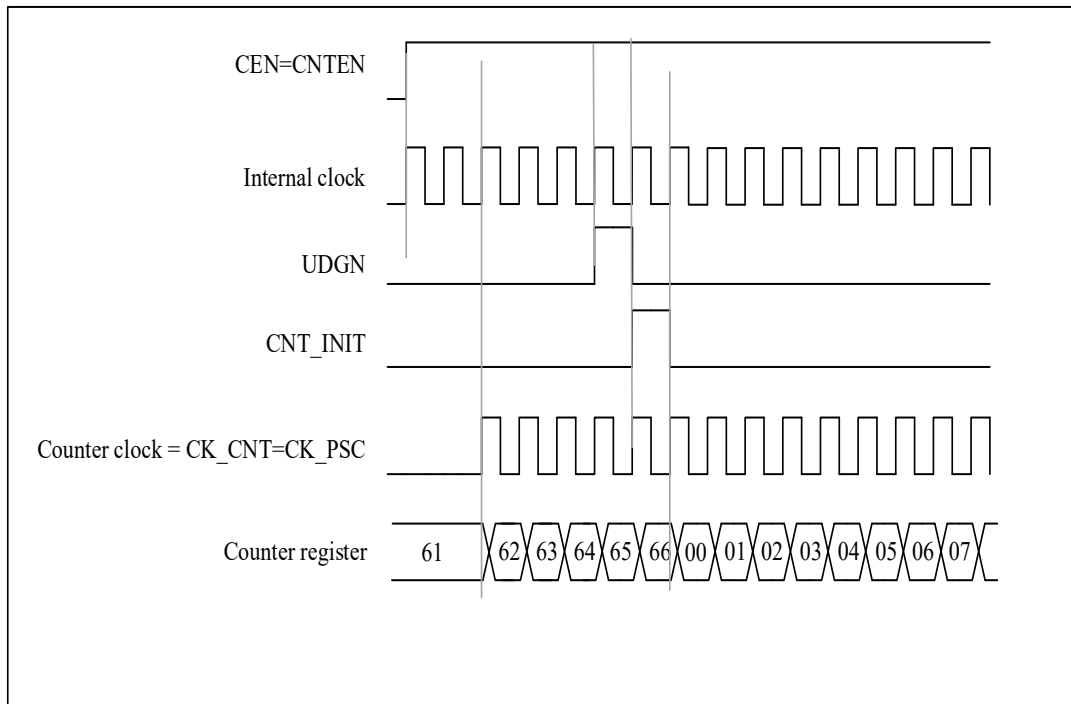 CEN=CNTEN
Internal clock
UDGN
CNT_INIT
Counter clock = CK_CNT=CK_PSC
Counter register 61 62 63 64 65 66 00 01 02 03 04 05 06 07